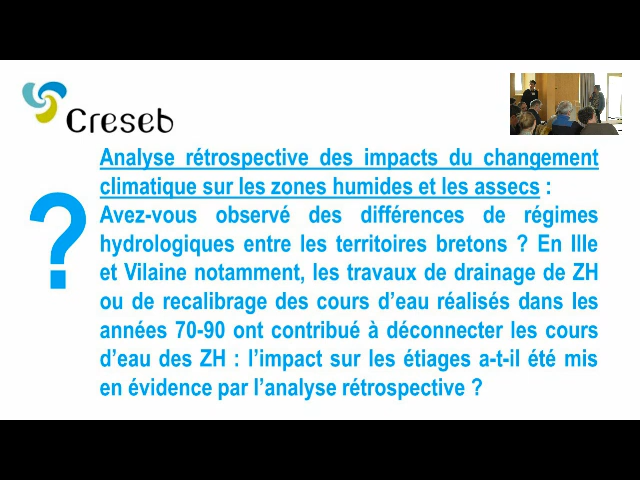 Creseb
Analyse rétrospective des impacts du changement
climatique sur les zones humides et les assecs :
Avez-vous observé des différences de régimes
hydrologiques entre les territoires bretons ? En Ille
et Vilaine notamment, les travaux de drainage de ZH
ou de recalibrage des cours d’eau réalisés dans les
années 70-90 ont contribué à déconnecter les cours
d’eau des ZH : l’impact sur les étiages a-t-il été mis
en évidence par l’analyse rétrospective ?
?